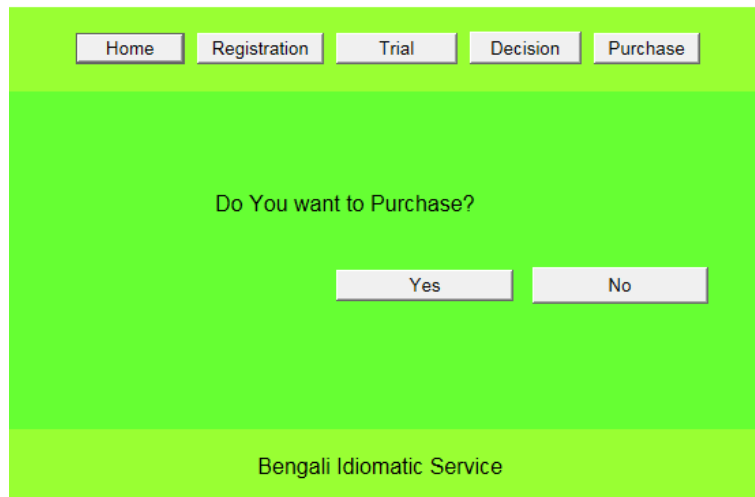 Home Registration Trial Decision Purchase
Do You want to Purchase?
Yes No
Bengali Idiomatic Service